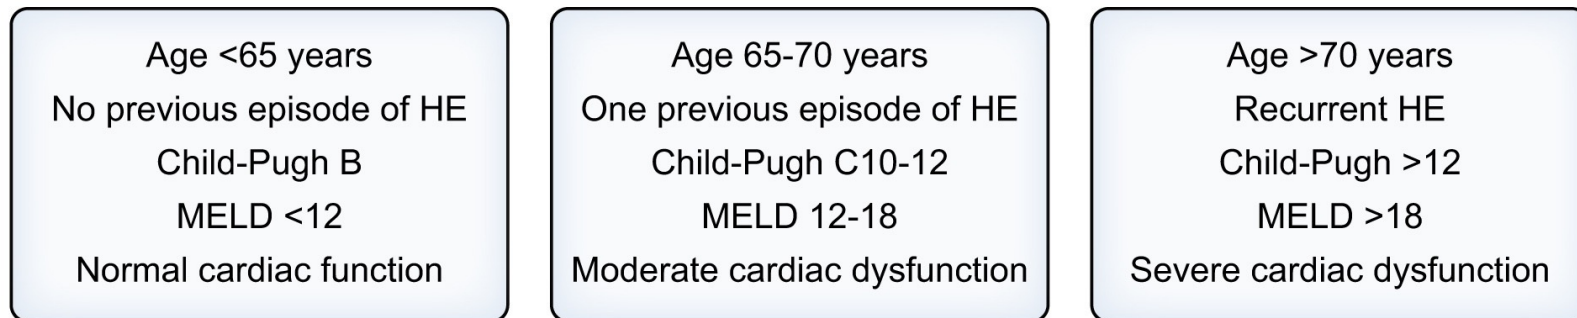 Age <65 years
No previous episode of HE
Child-Pugh B
MELD <12
Normal cardiac function
Age 65-70 years
One previous episode of HE
Child-Pugh C10-12
MELD 12-18
Moderate cardiac dysfunction
Age >70 years
Recurrent HE
Child-Pugh >12
MELD >18
Severe cardiac dysfunction